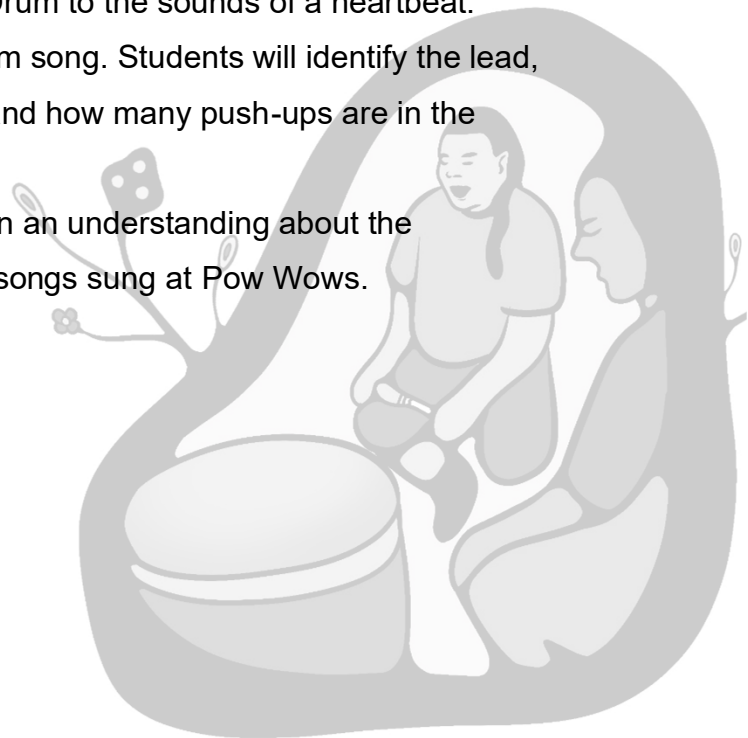 Drum to the sounds of a heartbeat.
m song. Students will identify the lead,
nd how many push-ups are in the
n an understanding about the
songs sung at Pow Wows.